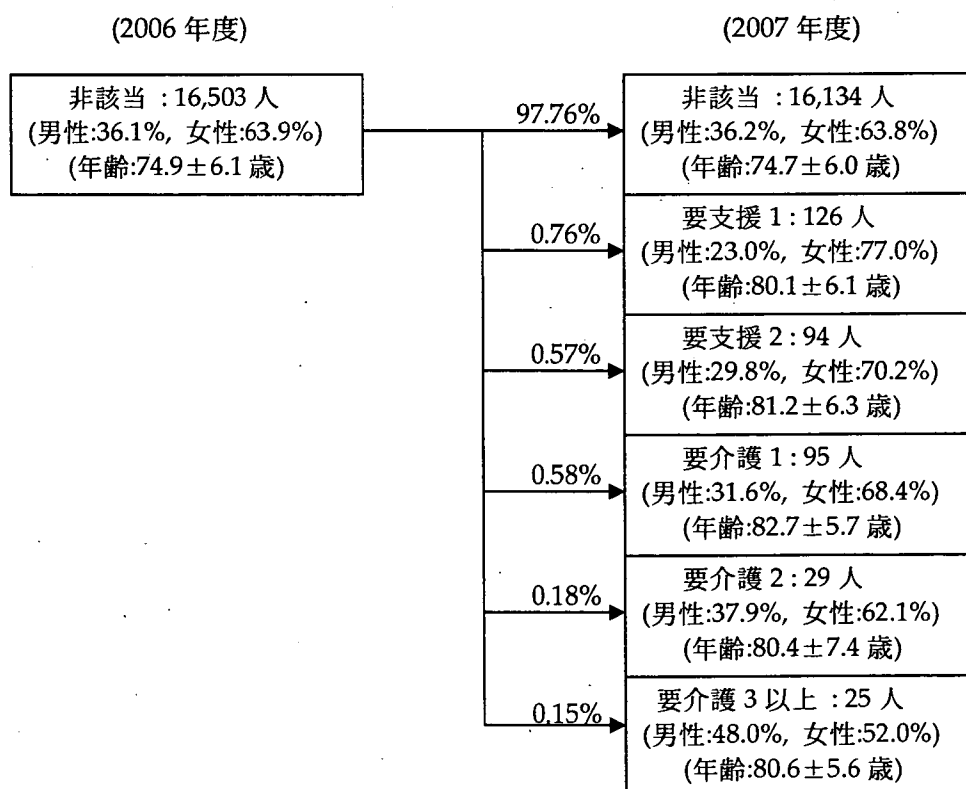 (2006 年度)
(2007 年度)
非該当 : 16,503 人
(男性:36.1%, 女性:63.9%)
(年齢:74.9±6.1 歳)
97.76%
非該当 : 16,134 人
(男性:36.2%, 女性:63.8%)
(年齢:74.7±6.0 歳)
0.76%
要支援 1 : 126 人
(男性:23.0%, 女性:77.0%)
(年齢:80.1±6.1 歳)
0.57%
要支援 2 : 94 人
(男性:29.8%, 女性:70.2%)
(年齢:81.2±6.3 歳)
0.58%
要介護 1 : 95 人
(男性:31.6%, 女性:68.4%)
(年齢:82.7±5.7 歳)
0.18%
要介護 2 : 29 人
(男性:37.9%, 女性:62.1%)
(年齢:80.4±7.4 歳)
0.15%
要介護 3 以上 : 25 人
(男性:48.0%, 女性:52.0%)
(年齢:80.6±5.6 歳)